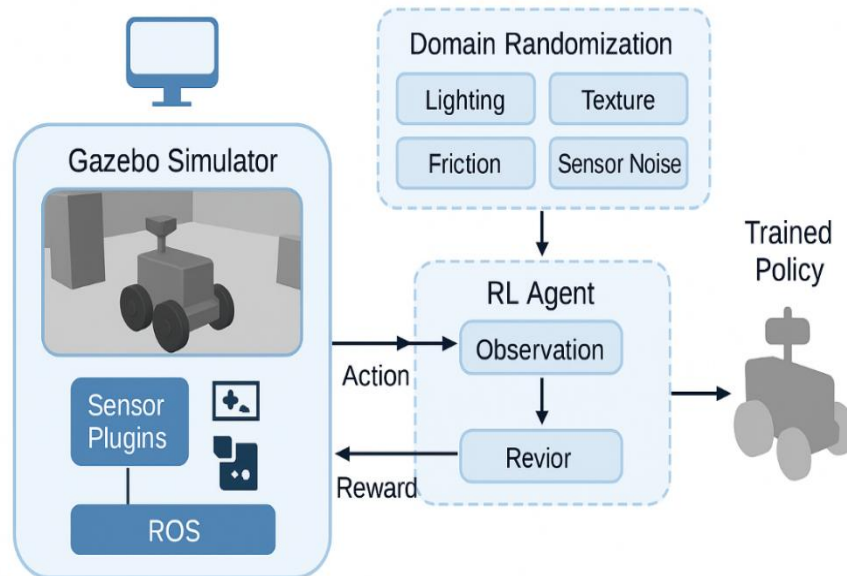 Domain Randomization
Lighting
Texture
Friction
Sensor Noise
Gazebo Simulator
Sensor
Plugins
ROS
Action
Reward
RL Agent
Observation
Revior
Trained
Policy